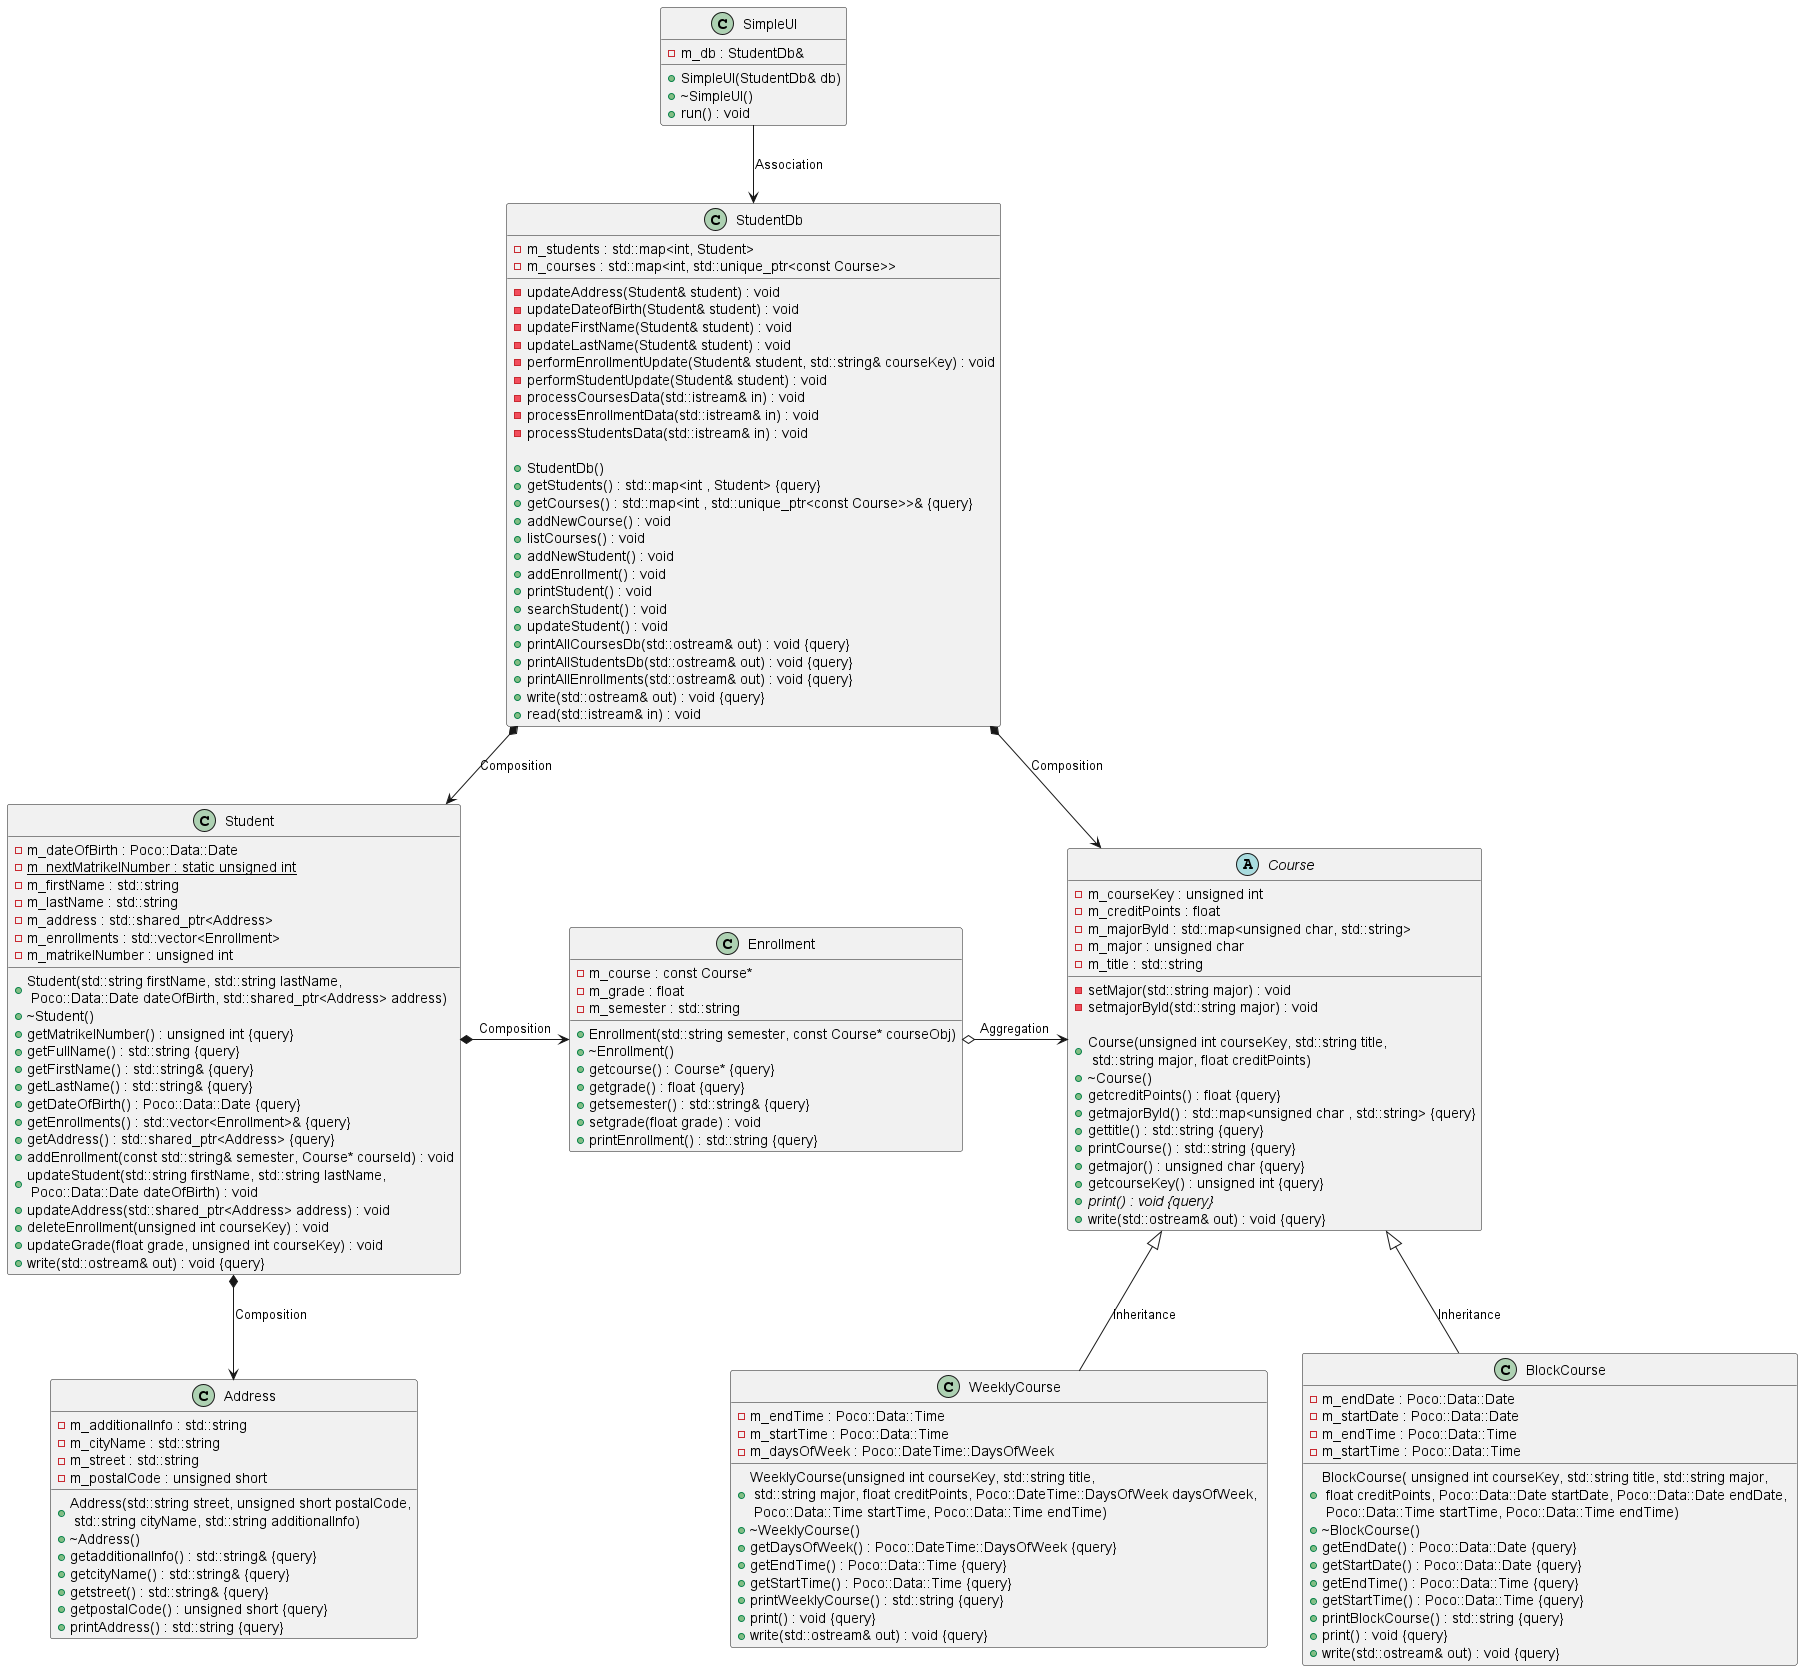 C SimpleUI
m_db : StudentDb&
SimpleUI(StudentDb& db)
~SimpleUI()
run() : void
Association
C StudentDb
m_students : std::map<int, Student>
m_courses : std::map<int, std::unique_ptr<const Course>>
updateAddress(Student& student) : void
updateDateofBirth(Student& student) : void
updateFirstName(Student& student) : void
updateLastName(Student& student) : void
performEnrollmentUpdate(Student& student, std::string& courseKey) : void
performStudentUpdate(Student& student) : void
processCoursesData(std::istream& in) : void
processEnrollmentData(std::istream& in) : void
processStudentsData(std::istream& in) : void
StudentDb()
getStudents() : std::map<int , Student> {query}
getCourses() : std::map<int , std::unique_ptr<const Course>>& {query}
addNewCourse() : void
listCourses() : void
addNewStudent() : void
addEnrollment() : void
printStudent() : void
searchStudent() : void
updateStudent() : void
printAllCoursesDb(std::ostream& out) : void {query}
printAllStudentsDb(std::ostream& out) : void {query}
printAllEnrollments(std::ostream& out) : void {query}
write(std::ostream& out) : void {query}
read(std::istream& in) : void
Composition
Composition
C Student
m_dateOfBirth : Poco::Data::Date
m_nextMatrikelNumber : static unsigned int
m_firstName : std::string
m_lastName : std::string
m_address : std::shared_ptr<Address>
m_enrollments : std::vector<Enrollment>
m_matrikelNumber : unsigned int
Student(std::string firstName, std::string lastName,
Poco::Data::Date dateOfBirth, std::shared_ptr<Address> address)
~Student()
getMatrikelNumber() : unsigned int {query}
getFullName() : std::string {query}
getFirstName() : std::string& {query}
getLastName() : std::string& {query}
getDateOfBirth() : Poco::Data::Date {query}
getEnrollments() : std::vector<Enrollment>& {query}
getAddress() : std::shared_ptr<Address> {query}
addEnrollment(const std::string& semester, Course* courseId) : void
updateStudent(std::string firstName, std::string lastName,
Poco::Data::Date dateOfBirth) : void
updateAddress(std::shared_ptr<Address> address) : void
deleteEnrollment(unsigned int courseKey) : void
updateGrade(float grade, unsigned int courseKey) : void
write(std::ostream& out) : void {query}
Composition
C Enrollment
m_course : const Course*
m_grade : float
m_semester : std::string
Enrollment(std::string semester, const Course* courseObj)
~Enrollment()
getcourse() : Course* {query}
getgrade() : float {query}
getsemester() : std::string& {query}
setgrade(float grade) : void
printEnrollment() : std::string {query}
Aggregation
A Course
m_courseKey : unsigned int
m_creditPoints : float
m_majorById : std::map<unsigned char, std::string>
m_major : unsigned char
m_title : std::string
setMajor(std::string major) : void
setmajorById(std::string major) : void
Course(unsigned int courseKey, std::string title,
std::string major, float creditPoints)
~Course()
getcreditPoints() : float {query}
getmajorById() : std::map<unsigned char , std::string> {query}
gettitle() : std::string {query}
printCourse() : std::string {query}
getmajor() : unsigned char {query}
getcourseKey() : unsigned int {query}
print() : void {query}
write(std::ostream& out) : void {query}
Composition
Inheritance
Inheritance
C Address
m_additionalInfo : std::string
m_cityName : std::string
m_street : std::string
m_postalCode : unsigned short
Address(std::string street, unsigned short postalCode,
std::string cityName, std::string additionalInfo)
~Address()
getadditionalInfo() : std::string& {query}
getcityName() : std::string& {query}
getstreet() : std::string& {query}
getpostalCode() : unsigned short {query}
printAddress() : std::string {query}
C WeeklyCourse
m_endTime : Poco::Data::Time
m_startTime : Poco::Data::Time
m_daysOfWeek : Poco::DateTime::DaysOfWeek
WeeklyCourse(unsigned int courseKey, std::string title,
std::string major, float creditPoints, Poco::DateTime::DaysOfWeek daysOfWeek,
Poco::Data::Time startTime, Poco::Data::Time endTime)
~WeeklyCourse()
getDaysOfWeek() : Poco::DateTime::DaysOfWeek {query}
getEndTime() : Poco::Data::Time {query}
getStartTime() : Poco::Data::Time {query}
printWeeklyCourse() : std::string {query}
print() : void {query}
write(std::ostream& out) : void {query}
C BlockCourse
m_endDate : Poco::Data::Date
m_startDate : Poco::Data::Date
m_endTime : Poco::Data::Time
m_startTime : Poco::Data::Time
BlockCourse( unsigned int courseKey, std::string title, std::string major,
float creditPoints, Poco::Data::Date startDate, Poco::Data::Date endDate,
Poco::Data::Time startTime, Poco::Data::Time endTime)
~BlockCourse()
getEndDate() : Poco::Data::Date {query}
getStartDate() : Poco::Data::Date {query}
getEndTime() : Poco::Data::Time {query}
getStartTime() : Poco::Data::Time {query}
printBlockCourse() : std::string {query}
print() : void {query}
write(std::ostream& out) : void {query}